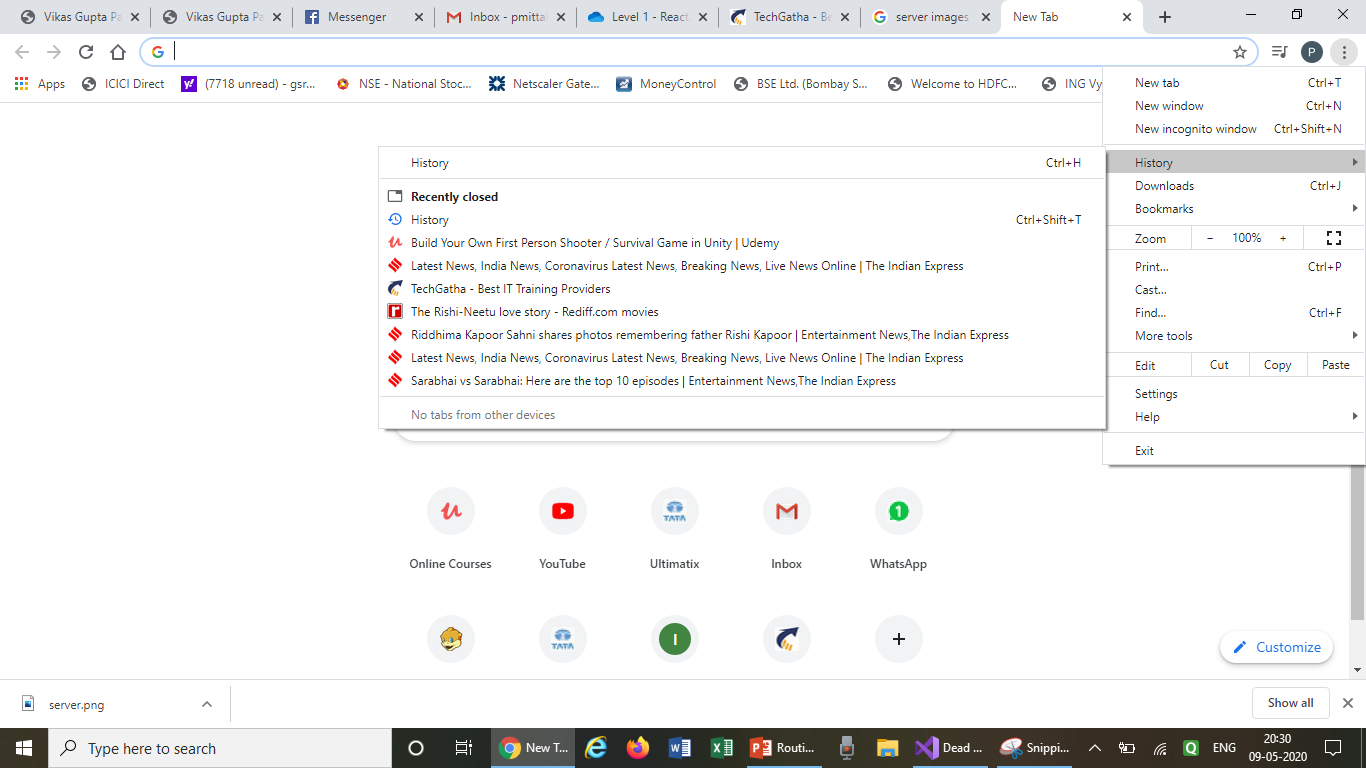 Vikas Gupta Pa
Vikas Gupta Pa
Messenger
Inbox - pmittal
Level 1 - React
TechGatha - Be
server images
New Tab
P
Apps
ICICI Direct
(7718 unread) - gsr...
NSE - National Stoc...
Netscaler Gate...
MoneyControl
BSE Ltd. (Bombay S...
Welcome to HDFC...
ING Vy
New tab Ctrl+T
New window Ctrl+N
New incognito window Ctrl+Shift+N
History
Downloads Ctrl+J
Bookmarks
Zoom − 100% +
Print... Ctrl+P
Cast...
Find... Ctrl+F
More tools
Edit Cut Copy Paste
Settings
Help
Exit
History Ctrl+H
Recently closed
History Ctrl+Shift+T
Build Your Own First Person Shooter / Survival Game in Unity | Udemy
Latest News, India News, Coronavirus Latest News, Breaking News, Live News Online | The Indian Express
TechGatha - Best IT Training Providers
The Rishi-Neetu love story - Rediff.com movies
Riddhima Kapoor Sahni shares photos remembering father Rishi Kapoor | Entertainment News,The Indian Express
Latest News, India News, Coronavirus Latest News, Breaking News, Live News Online | The Indian Express
Sarabhai vs Sarabhai: Here are the top 10 episodes | Entertainment News,The Indian Express
No tabs from other devices
TATA
1
Online Courses
YouTube
Ultimatix
Inbox
WhatsApp
TATA
I
Customize
server.png
Show all
Type here to search
New T...
Routi...
Dead ...
Snippi...
ENG
20:30
09-05-2020